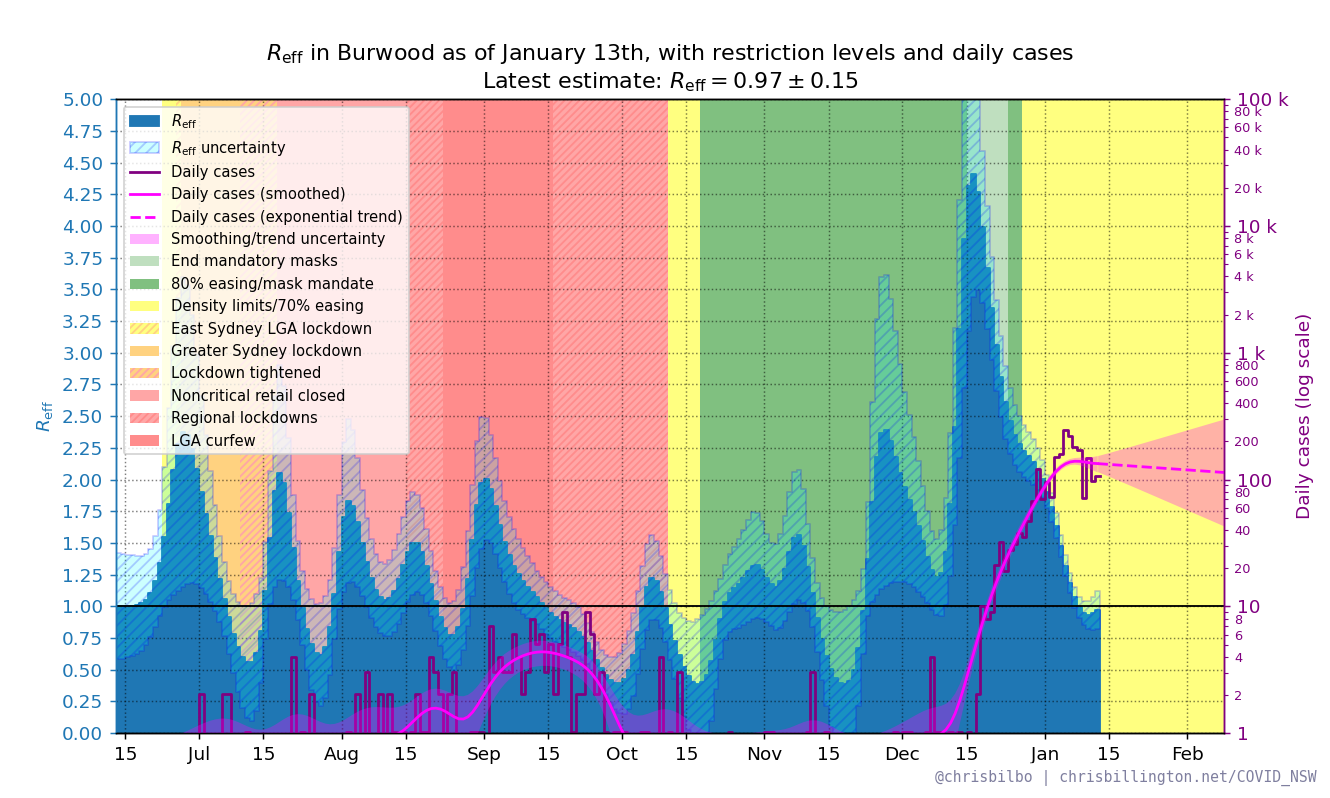 Reff in Burwood as of January 13th, with restriction levels and daily cases
Latest estimate: Reff = 0.97 ± 0.15
Reff
5.00
4.75
4.50
4.25
4.00
3.75
3.50
3.25
3.00
2.75
2.50
2.25
2.00
1.75
1.50
1.25
1.00
0.75
0.50
0.25
0.00
Reff
Reff uncertainty
Daily cases
Daily cases (smoothed)
Daily cases (exponential trend)
Smoothing/trend uncertainty
End mandatory masks
80% easing/mask mandate
Density limits/70% easing
East Sydney LGA lockdown
Greater Sydney lockdown
Lockdown tightened
Noncritical retail closed
Regional lockdowns
LGA curfew
100 k
80 k
60 k
40 k
20 k
10 k
8 k
6 k
4 k
2 k
1 k
800
600
400
200
100
80
60
40
20
10
8
6
4
2
1
Daily cases (log scale)
15 Jul 15 Aug 15 Sep 15 Oct 15 Nov 15 Dec 15 Jan 15 Feb
@chrisbilbo | chrisbillington.net/COVID_NSW